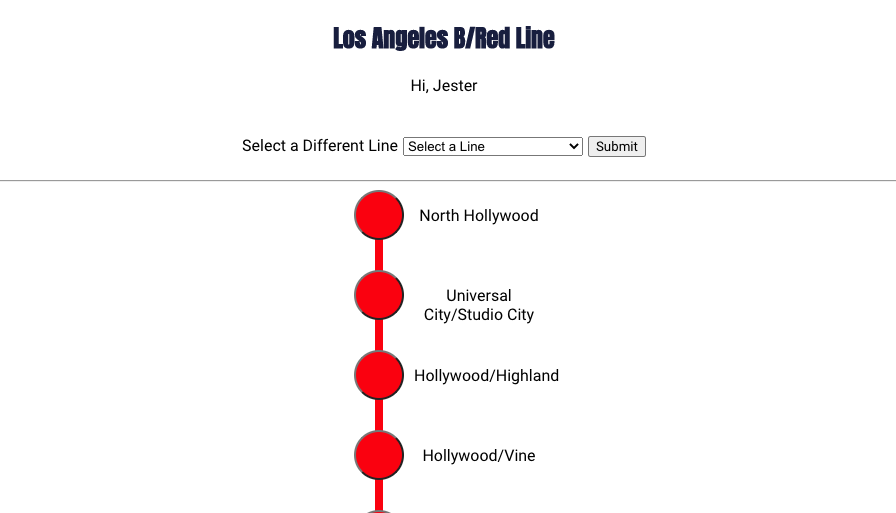 Los Angeles B/Red Line
Hi, Jester
Select a Different Line Select a Line Submit
North Hollywood
Universal
City/Studio City
Hollywood/Highland
Hollywood/Vine